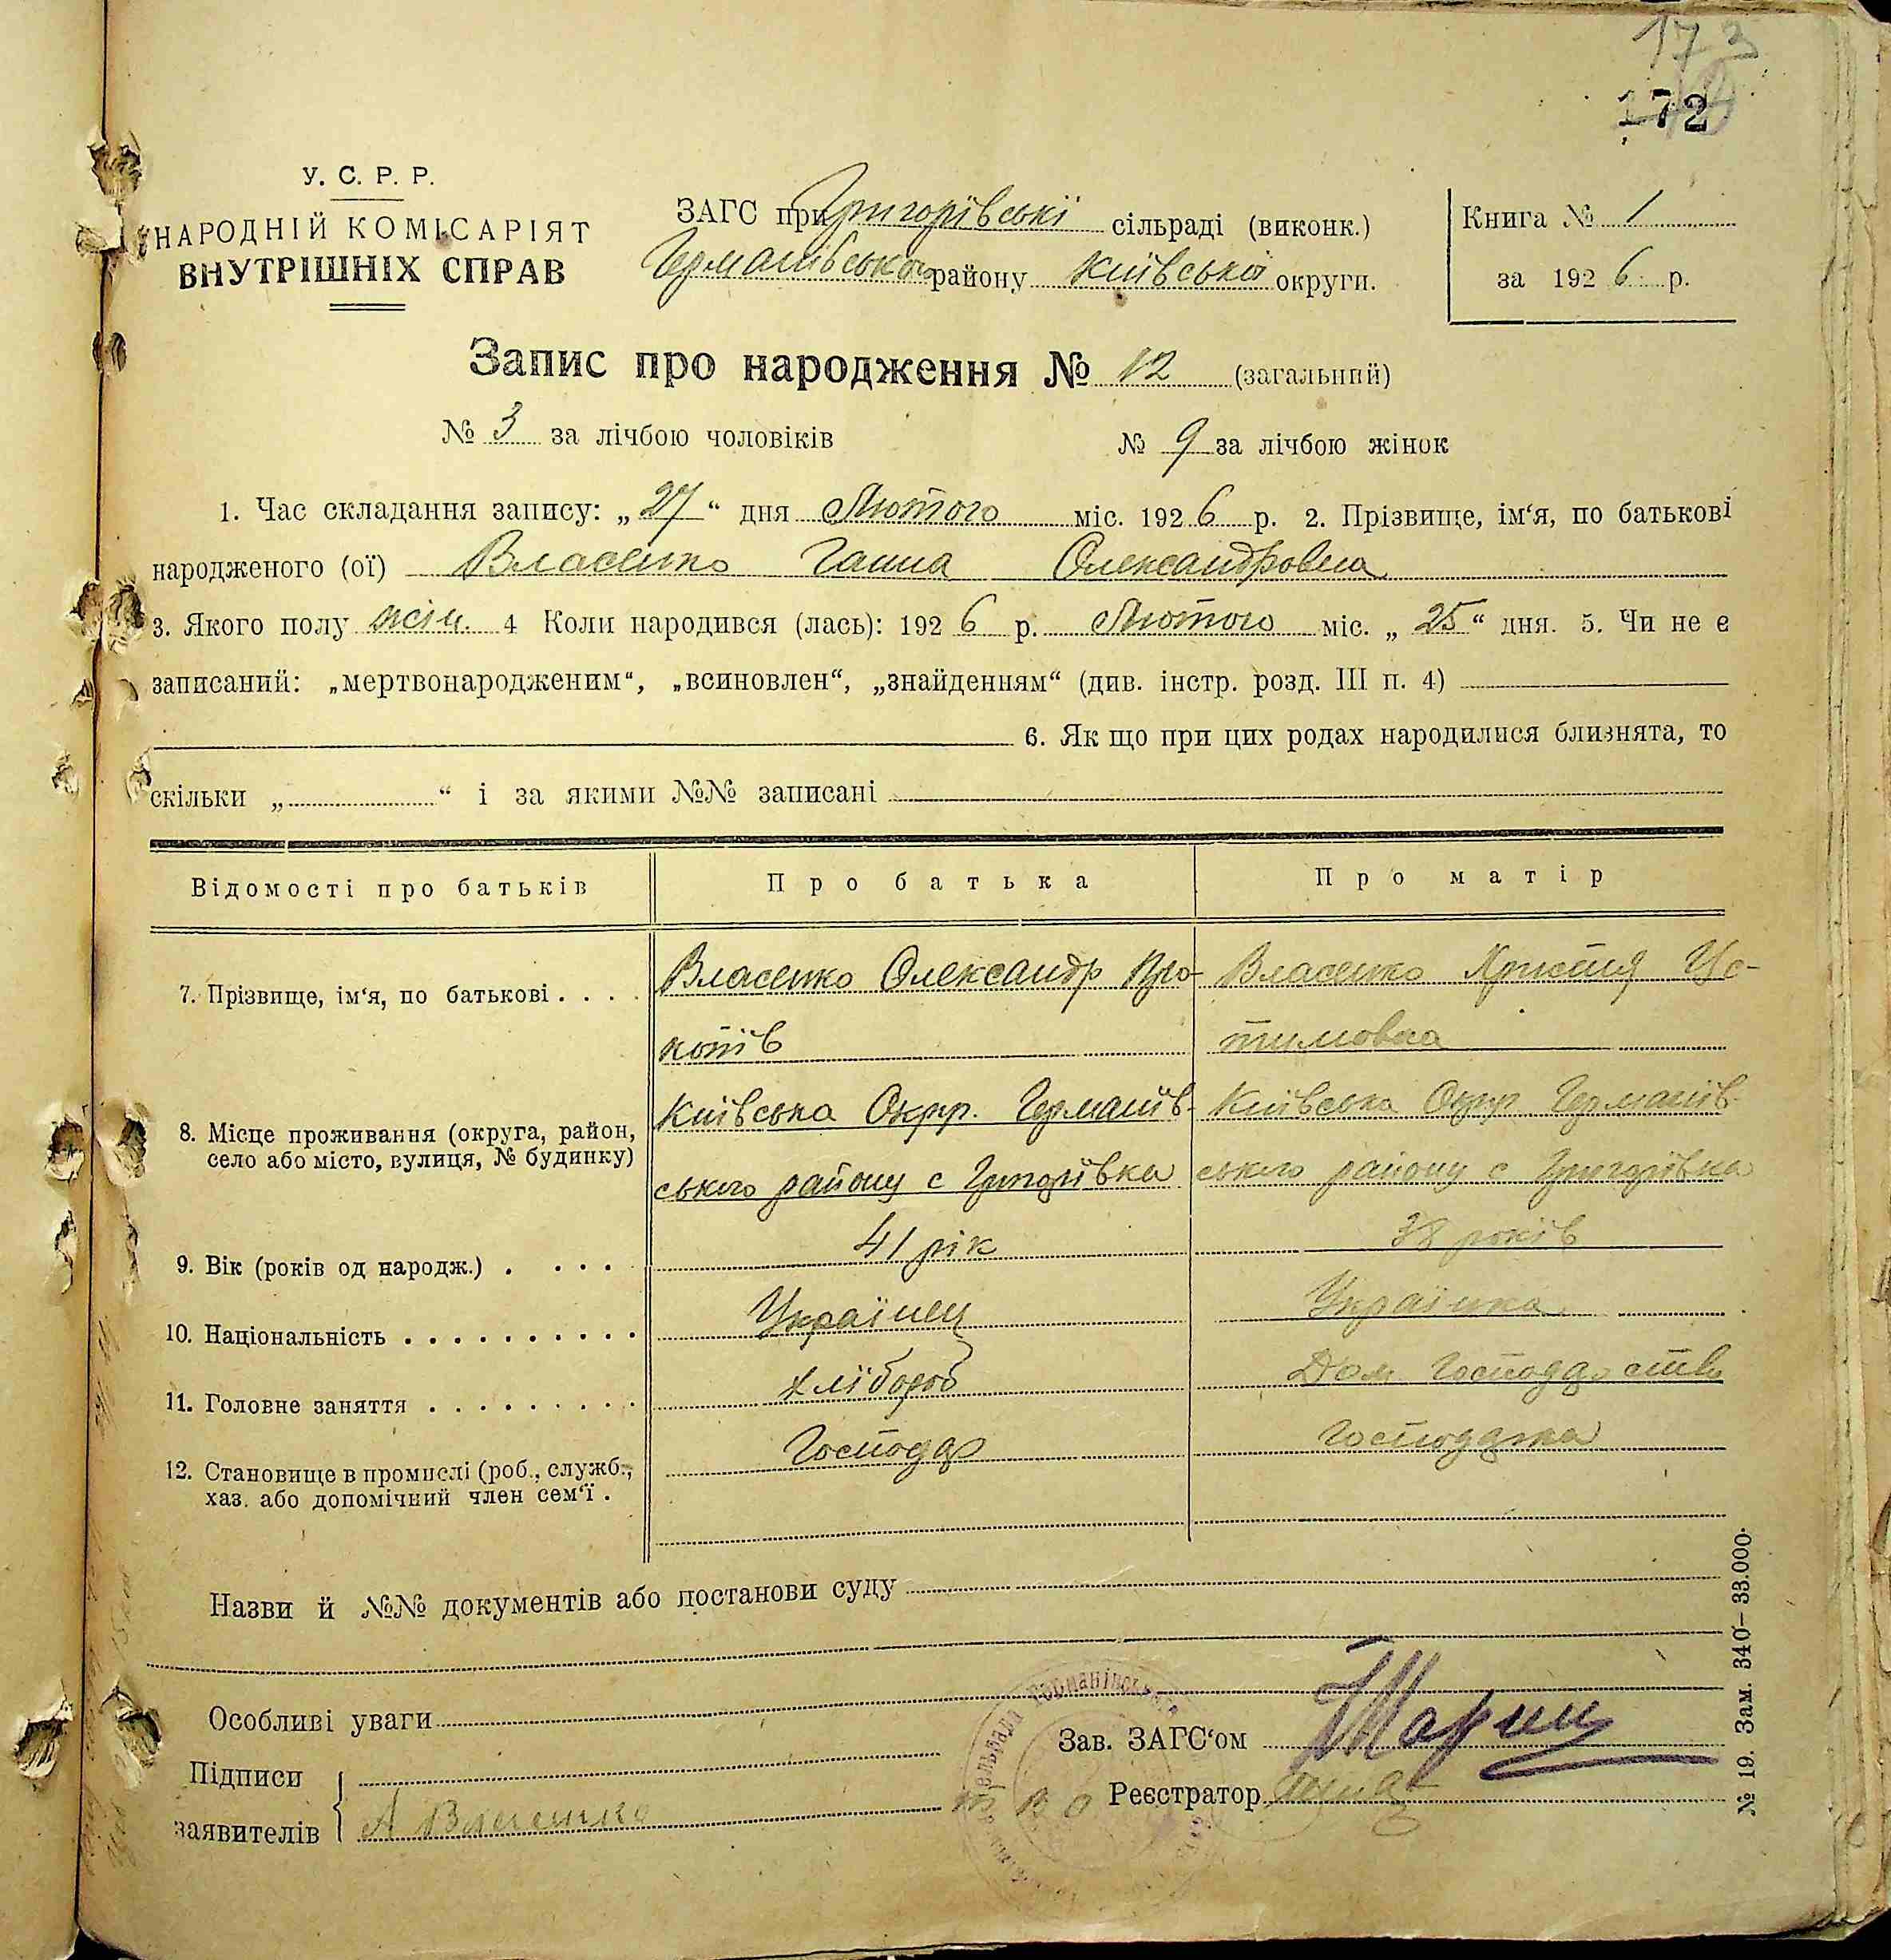 173
172
У. С. Р. Р.
НАРОДНІЙ КОМІСАРІЯТ
ВНУТРІШНІХ СПРАВ
ЗАГС при Григорівські сільраді (виконк.)
Германівського району Київської округи.
Книга № 1
за 1926 р.
Запис про народження № 12 (загальний)
№ 3 за лічбою чоловіків № 9 за лічбою жінок
1. Час складання запису: „27“ дня Лютого міс. 1926 р. 2. Прізвище, ім‘я, по батькові
народженого (ої) Власенко Ганна Олександровна
3. Якого полу жін. 4 Коли народився (лась): 1926 р. Лютого міс. „25“ дня. 5. Чи не є
записаний: „мертвонародженим“, „всиновлен“, „знайденням“ (див. інстр. розд. III п. 4)
6. Як що при цих родах народилися близнята, то
скільки „ “ і за якими №№ записані
Відомості про батьків Про батька Про матір
7. Прізвище, ім‘я, по батькові . . . . Власенко Олександр Про- Власенко Христия Ус-
копів тимовна
8. Місце проживання (округа, район,
село або місто, вулиця, № будинку)
Київська Окр. Германів- Київська Окр Германів-
ського району с Григорівка ського району с Григорівка
9. Вік (років од народж.) . . . . . 41 рік 38 років
10. Національність . . . . . . . . . . Українец Українка
11. Головне заняття . . . . . . . . . Хлібороб Дом. Господарств
12. Становище в промислі (роб., служб.,
хаз. або допомічний член сем‘ї .
Господар Господарка
Назви й №№ документів або постанови суду
Особливі уваги
Підписи
заявителів
А Власенко
Зав. ЗАГС‘ом
Т В О Реєстратор
№ 19. Зам. 340—33.000.